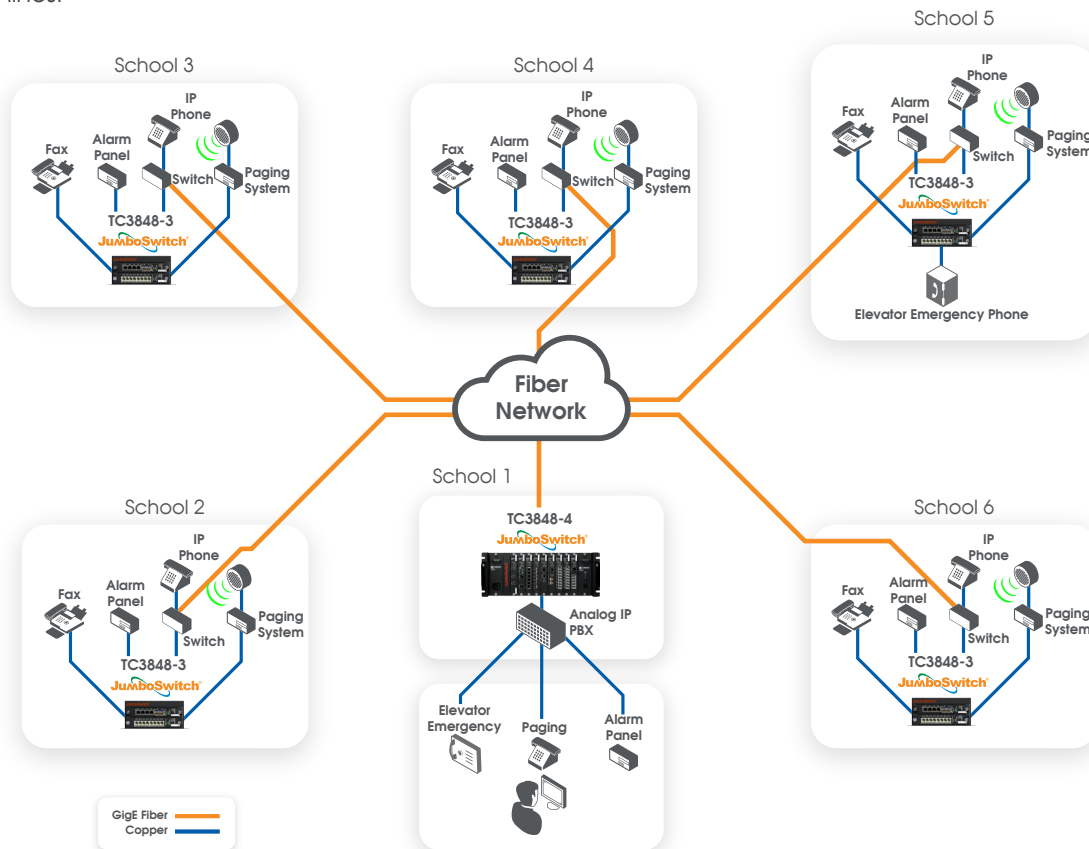 School 5
School 3
School 4
IP
Phone
Alarm
Panel
Fax
Switch
Paging
System
TC3848-3
JumboSwitch®
IP
Phone
Alarm
Panel
Fax
Switch
Paging
System
TC3848-3
JumboSwitch®
IP
Phone
Alarm
Panel
Fax
Switch
Paging
System
TC3848-3
JumboSwitch®
Elevator Emergency Phone
Fiber
Network
School 1
TC3848-4
JumboSwitch®
Analog IP
PBX
Elevator
Emergency
Paging
Alarm
Panel
School 2
IP
Phone
Alarm
Panel
Fax
Switch
Paging
System
TC3848-3
JumboSwitch®
School 6
IP
Phone
Alarm
Panel
Fax
Switch
Paging
System
TC3848-3
JumboSwitch®
GigE Fiber
Copper